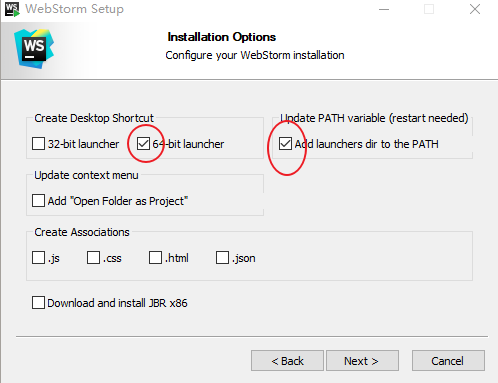 WS WebStorm Setup
WS
Installation Options
Configure your WebStorm installation
Create Desktop Shortcut
32-bit launcher
64-bit launcher
Update PATH variable (restart needed)
Add launchers dir to the PATH
Update context menu
Add "Open Folder as Project"
Create Associations
.js
.css
.html
.json
Download and install JBR x86
< Back
Next >
Cancel